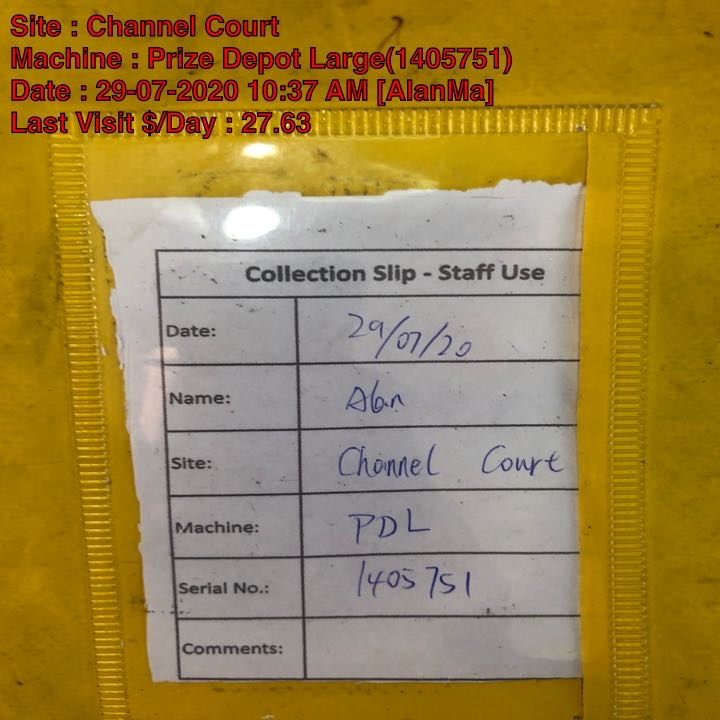 Site : Channel Court
Machine : Prize Depot Large(1405751)
Date : 29-07-2020 10:37 AM [AlanMa]
Last Visit $/Day : 27.63
Collection Slip - Staff Use
Date: 29/07/20
Name: Alan
Site: Channel Court
Machine: PDL
Serial No.: 1405751
Comments: